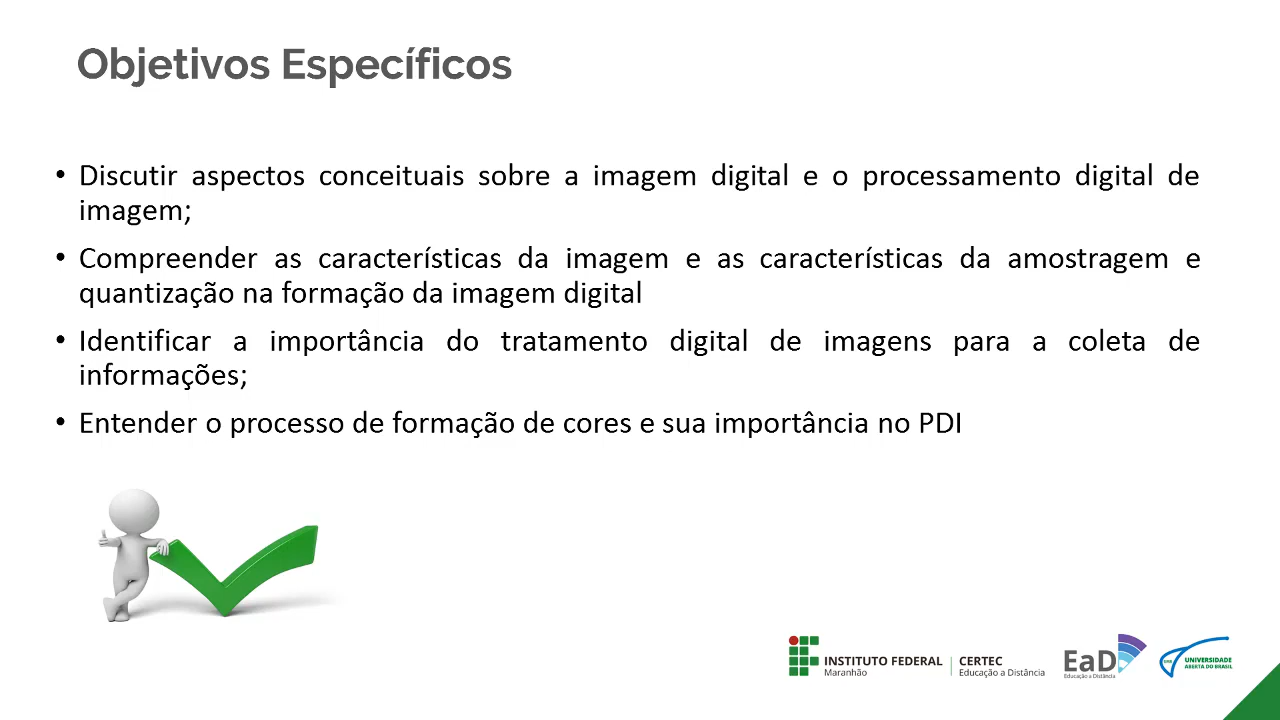 Objetivos Específicos
• Discutir aspectos conceituais sobre a imagem digital e o processamento digital de
imagem;
• Compreender as características da imagem e as características da amostragem e
quantização na formação da imagem digital
• Identificar a importância do tratamento digital de imagens para a coleta de
informações;
• Entender o processo de formação de cores e sua importância no PDI
INSTITUTO FEDERAL
Maranhão
CERTEC
Educação a Distância
EaD
Educação a Distância
UAB
UNIVERSIDADE
ABERTA DO BRASIL